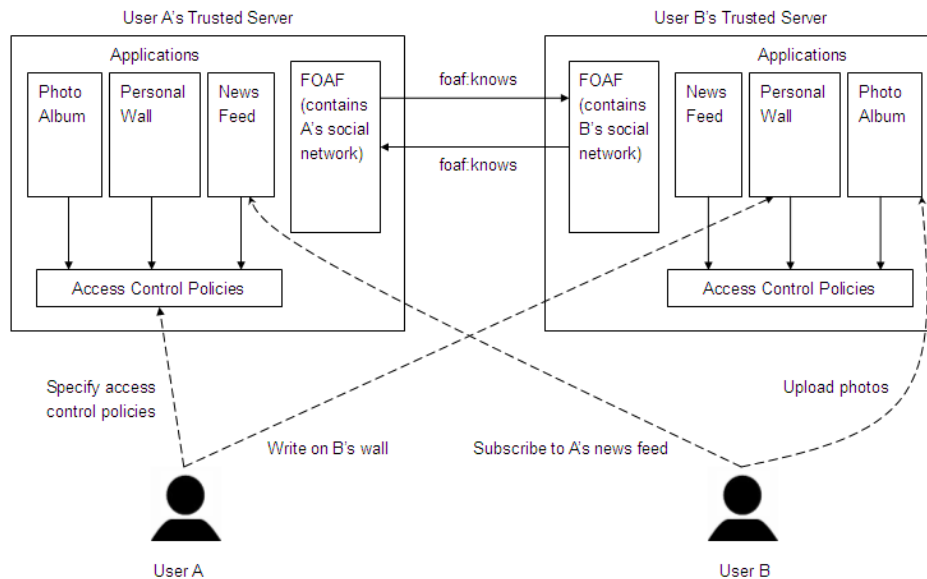 User A's Trusted Server
Applications
Photo
Album
Personal
Wall
News
Feed
FOAF
(contains
A's social
network)
Access Control Policies
foaf:knows
foaf:knows
User B's Trusted Server
Applications
FOAF
(contains
B's social
network)
News
Feed
Personal
Wall
Photo
Album
Access Control Policies
Specify access
control policies
Write on B's wall
Subscribe to A's news feed
Upload photos
User A
User B